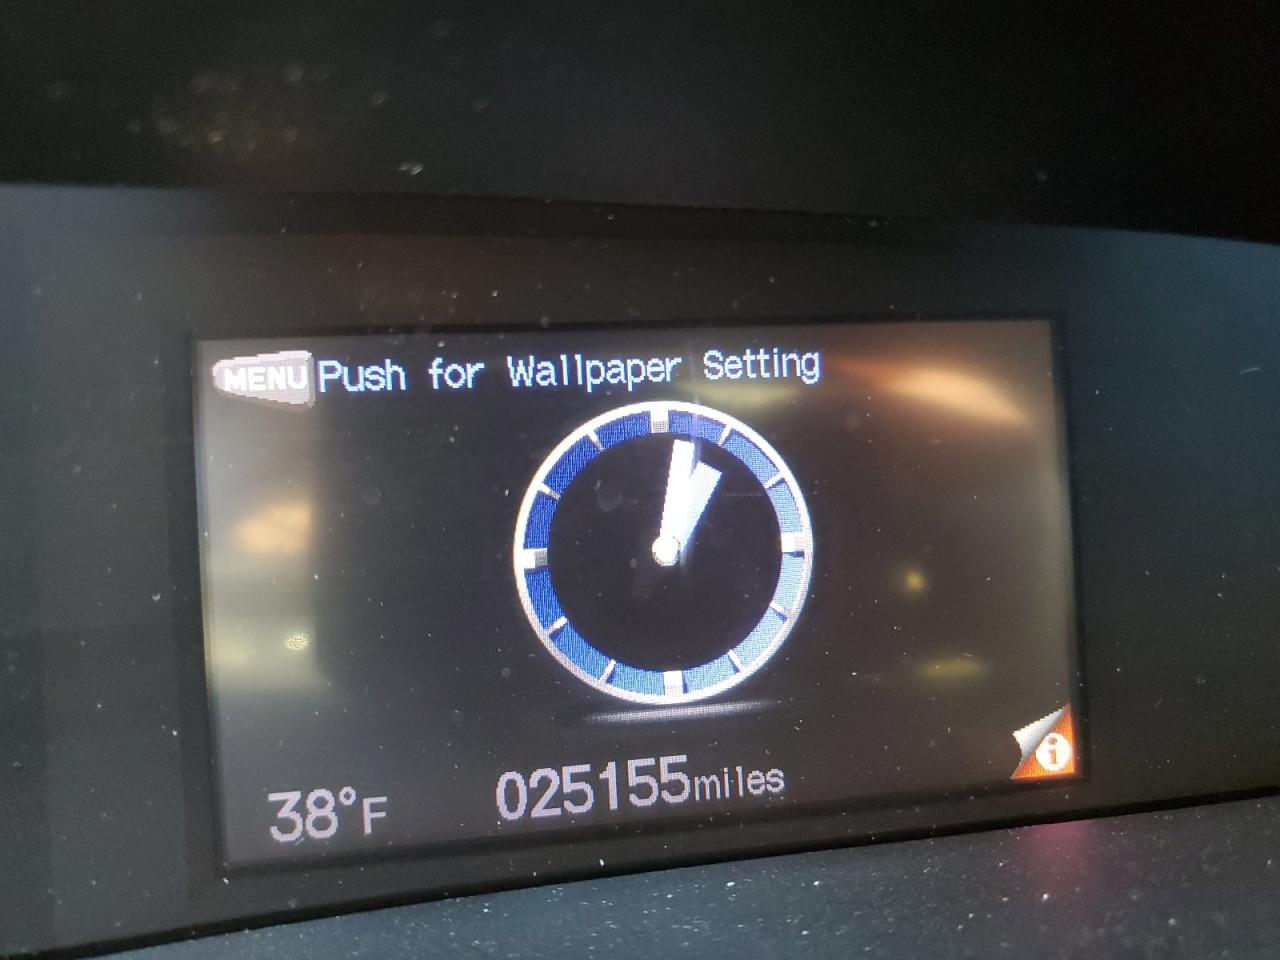 MENU Push for Wallpaper Setting
38°F 025155miles
i